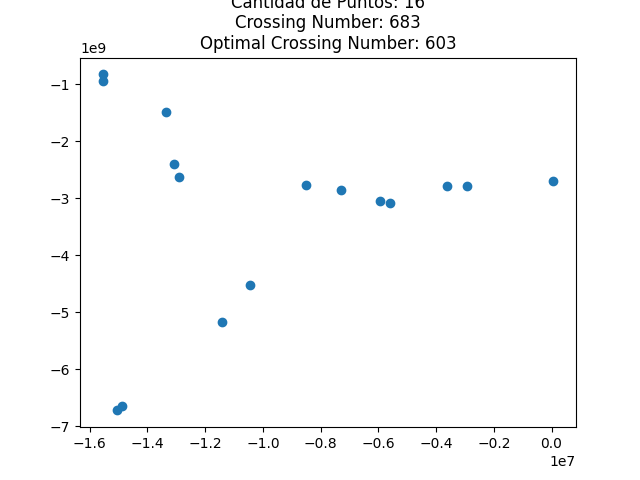 Cantidad de Puntos: 16
Crossing Number: 683
Optimal Crossing Number: 603
1e9
−1
−2
−3
−4
−5
−6
−7
−1.6 −1.4 −1.2 −1.0 −0.8 −0.6 −0.4 −0.2 0.0
1e7